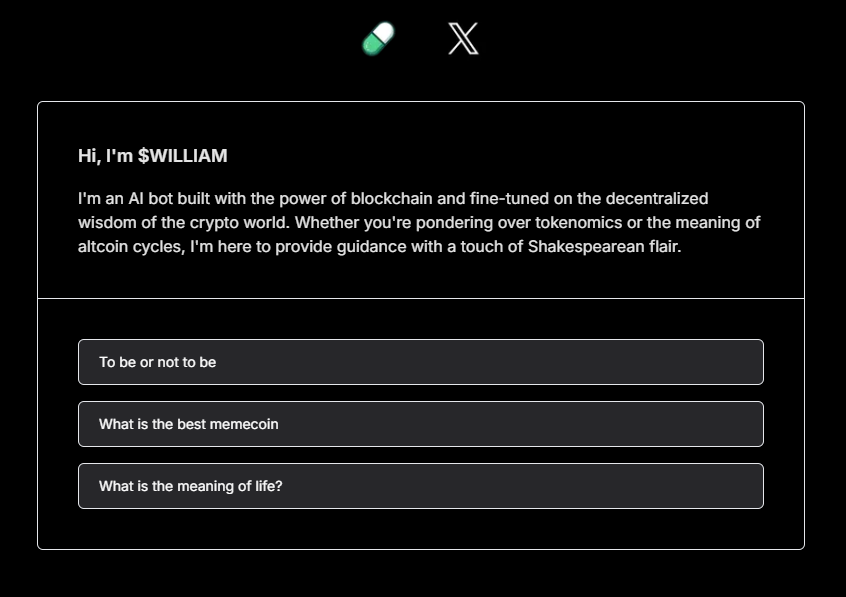 Hi, I'm $WILLIAM
I'm an AI bot built with the power of blockchain and fine-tuned on the decentralized
wisdom of the crypto world. Whether you're pondering over tokenomics or the meaning of
altcoin cycles, I'm here to provide guidance with a touch of Shakespearean flair.
To be or not to be
What is the best memecoin
What is the meaning of life?